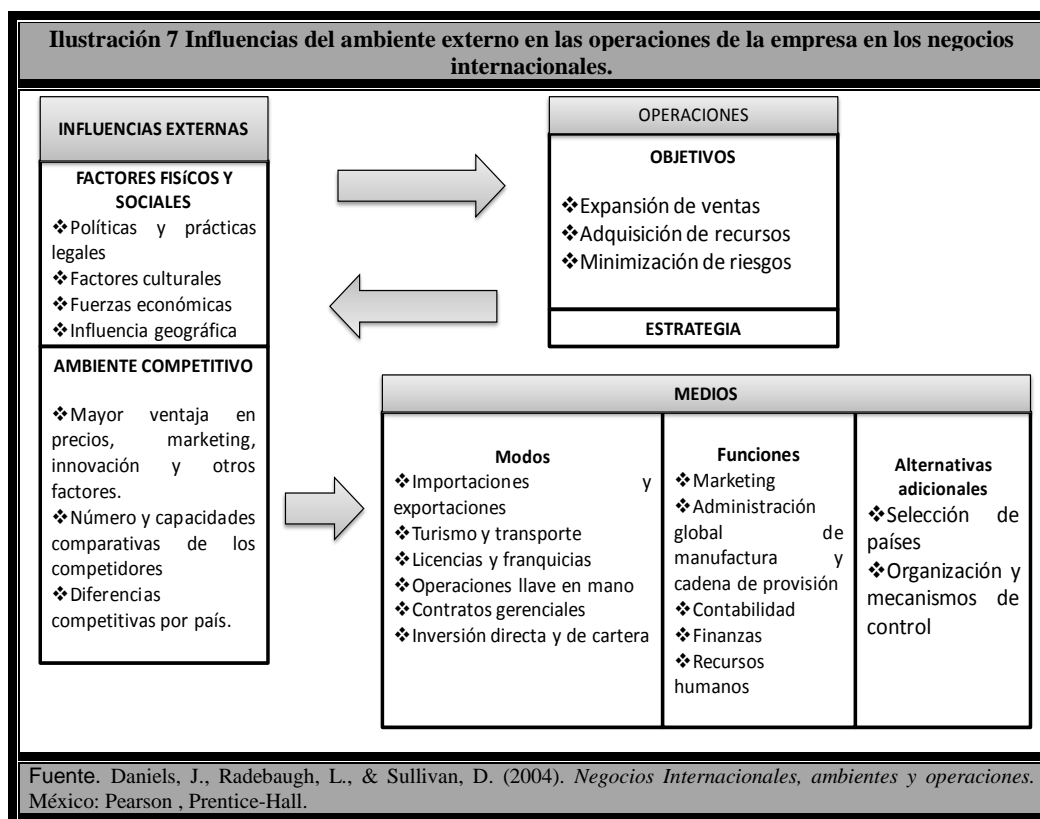 Ilustración 7 Influencias del ambiente externo en las operaciones de la empresa en los negocios
internacionales.
INFLUENCIAS EXTERNAS
FACTORES FISÍCOS Y
SOCIALES
❖Políticas y prácticas
legales
❖Factores culturales
❖Fuerzas económicas
❖Influencia geográfica
AMBIENTE COMPETITIVO
❖Mayor ventaja en
precios, marketing,
innovación y otros
factores.
❖Número y capacidades
comparativas de los
competidores
❖Diferencias
competitivas por país.
OPERACIONES
OBJETIVOS
❖Expansión de ventas
❖Adquisición de recursos
❖Minimización de riesgos
ESTRATEGIA
MEDIOS
Modos
❖Importaciones y
exportaciones
❖Turismo y transporte
❖Licencias y franquicias
❖Operaciones llave en mano
❖Contratos gerenciales
❖Inversión directa y de cartera
Funciones
❖Marketing
❖Administración
global de
manufactura y
cadena de provisión
❖Contabilidad
❖Finanzas
❖Recursos
humanos
Alternativas
adicionales
❖Selección de
países
❖Organización y
mecanismos de
control
Fuente. Daniels, J., Radebaugh, L., & Sullivan, D. (2004). Negocios Internacionales, ambientes y operaciones.
México: Pearson , Prentice-Hall.